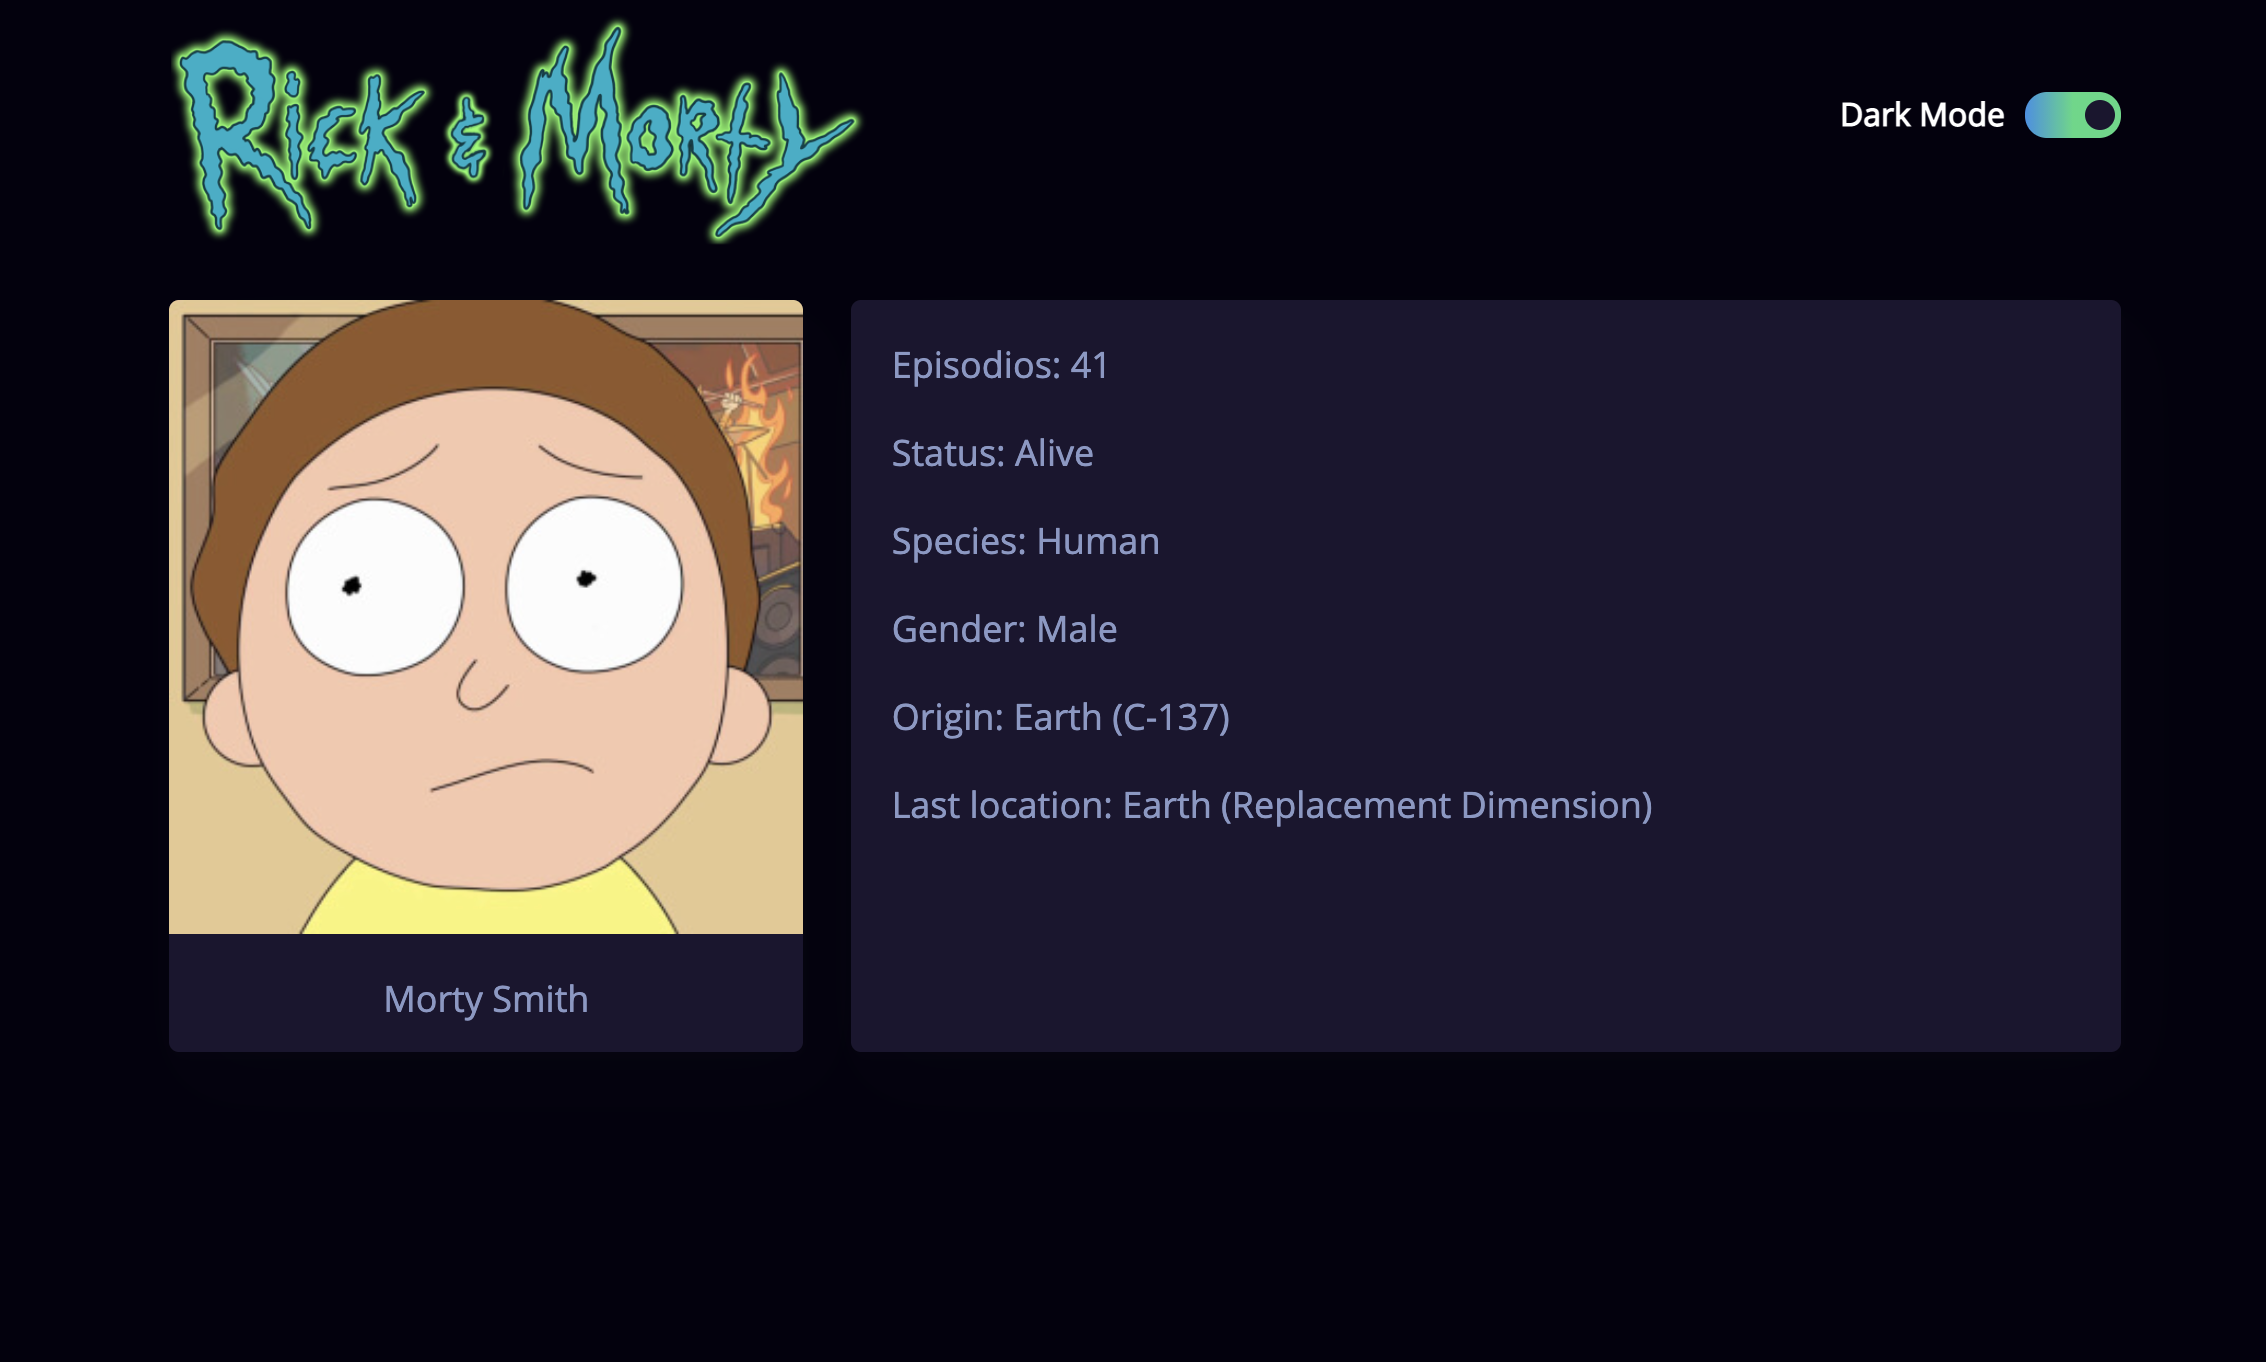 Rick & Morty
Dark Mode
Episodios: 41
Status: Alive
Species: Human
Gender: Male
Origin: Earth (C-137)
Last location: Earth (Replacement Dimension)
Morty Smith